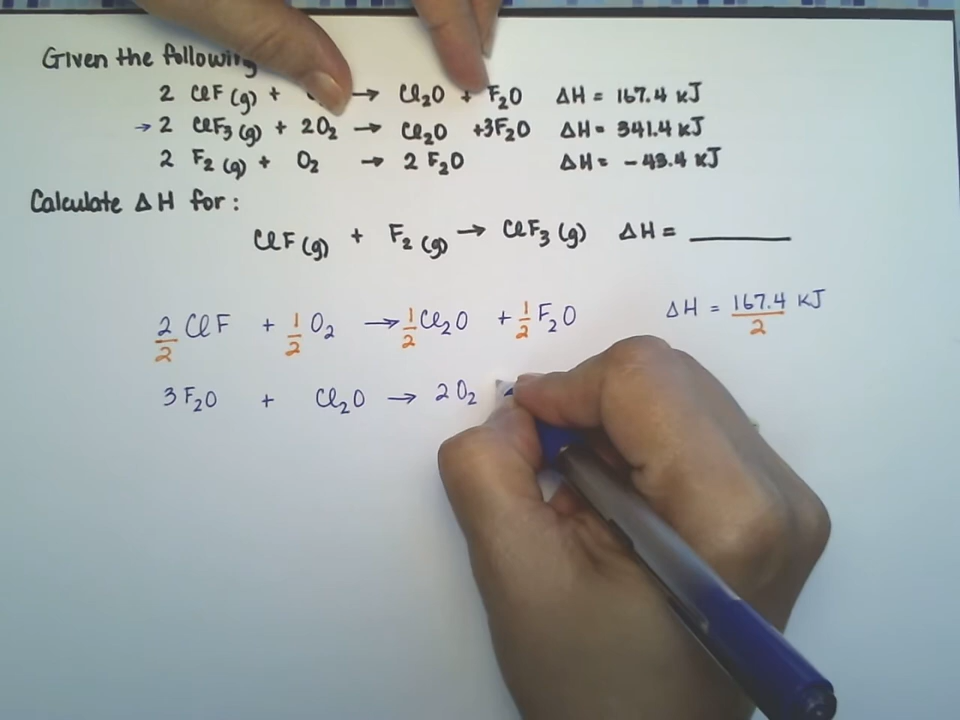 Given the following
2 ClF (g) + → Cl₂O + F₂O ΔH = 167.4 kJ
→ 2 ClF₃ (g) + 2O₂ → Cl₂O + 3F₂O ΔH = 341.4 kJ
2 F₂ (g) + O₂ → 2 F₂O ΔH = - 43.4 kJ
Calculate ΔH for :
ClF (g) + F₂ (g) → ClF₃ (g) ΔH = ________
2/2 ClF + 1/2 O₂ → 1/2 Cl₂O + 1/2 F₂O ΔH = 167.4/2 kJ
3 F₂O + Cl₂O → 2 O₂